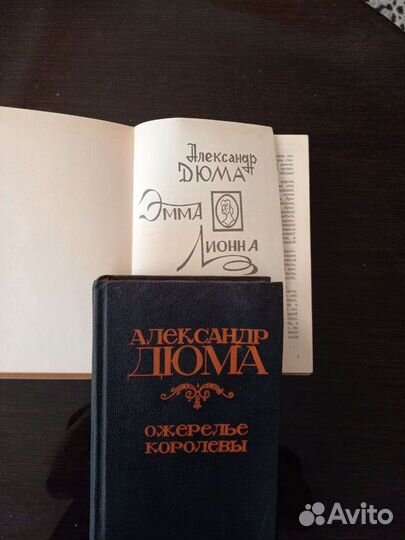 Александр
ДЮМА
Эмма
Лионна
АЛЕКСАНДР
ДЮМА
ОЖЕРЕЛЬЕ
КОРОЛЕВЫ
Avito